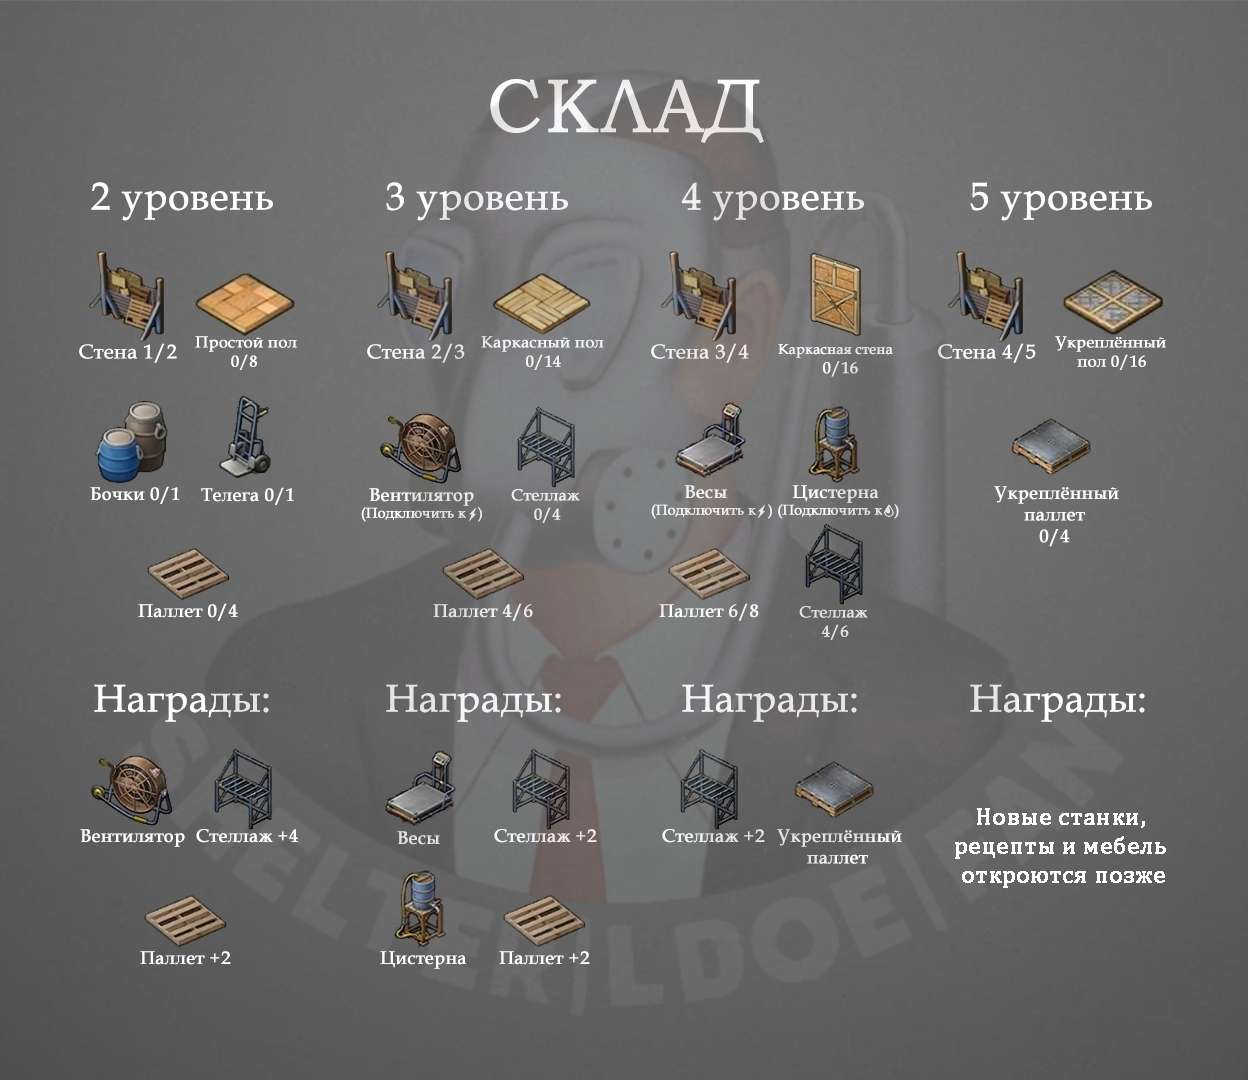 СКЛАД
2 уровень
3 уровень
4 уровень
5 уровень
Стена 1/2
Простой пол
0/8
Стена 2/3
Каркасный пол
0/14
Стена 3/4
Каркасная стена
0/16
Стена 4/5
Укреплённый
пол 0/16
Бочки 0/1
Телега 0/1
Вентилятор
(Подключить к⚡)
Стеллаж
0/4
Весы
(Подключить к⚡)
Цистерна
(Подключить к💧)
Укреплённый
паллет
0/4
Паллет 0/4
Паллет 4/6
Паллет 6/8
Стеллаж
4/6
Награды:
Награды:
Награды:
Награды:
Вентилятор
Стеллаж +4
Весы
Стеллаж +2
Стеллаж +2
Укреплённый
паллет
Новые станки,
рецепты и мебель
откроются позже
Паллет +2
Цистерна
Паллет +2
SHELTER|LDOE|FAN